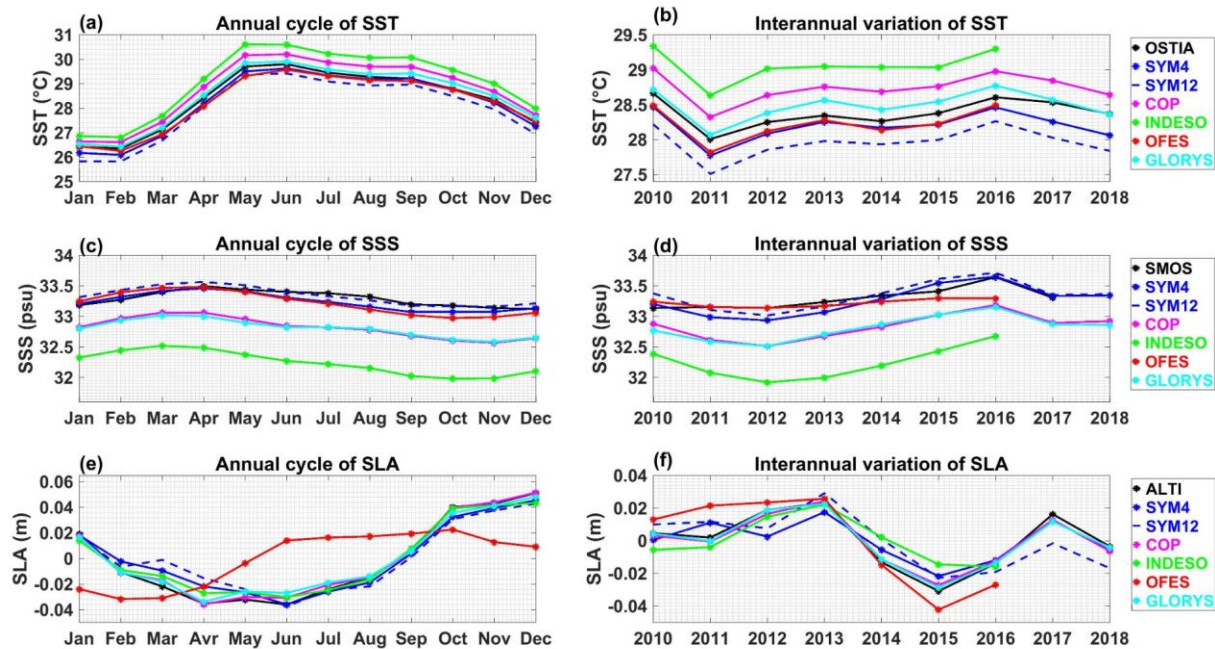 (a) Annual cycle of SST
SST (°C)
31
30
29
28
27
26
25
Jan Feb Mar Apr May Jun Jul Aug Sep Oct Nov Dec
(b) Interannual variation of SST
SST (°C)
29.5
29
28.5
28
27.5
2010 2011 2012 2013 2014 2015 2016 2017 2018
OSTIA
SYM4
SYM12
COP
INDESO
OFES
GLORYS
(c) Annual cycle of SSS
SSS (psu)
34
33.5
33
32.5
32
Jan Feb Mar Apr May Jun Jul Aug Sep Oct Nov Dec
(d) Interannual variation of SSS
SSS (psu)
34
33.5
33
32.5
32
2010 2011 2012 2013 2014 2015 2016 2017 2018
SMOS
SYM4
SYM12
COP
INDESO
OFES
GLORYS
(e) Annual cycle of SLA
SLA (m)
0.06
0.04
0.02
0
-0.02
-0.04
Jan Feb Mar Avr May Jun Jul Aug Sep Oct Nov Dec
(f) Interannual variation of SLA
SLA (m)
0.04
0.02
0
-0.02
-0.04
2010 2011 2012 2013 2014 2015 2016 2017 2018
ALTI
SYM4
SYM12
COP
INDESO
OFES
GLORYS